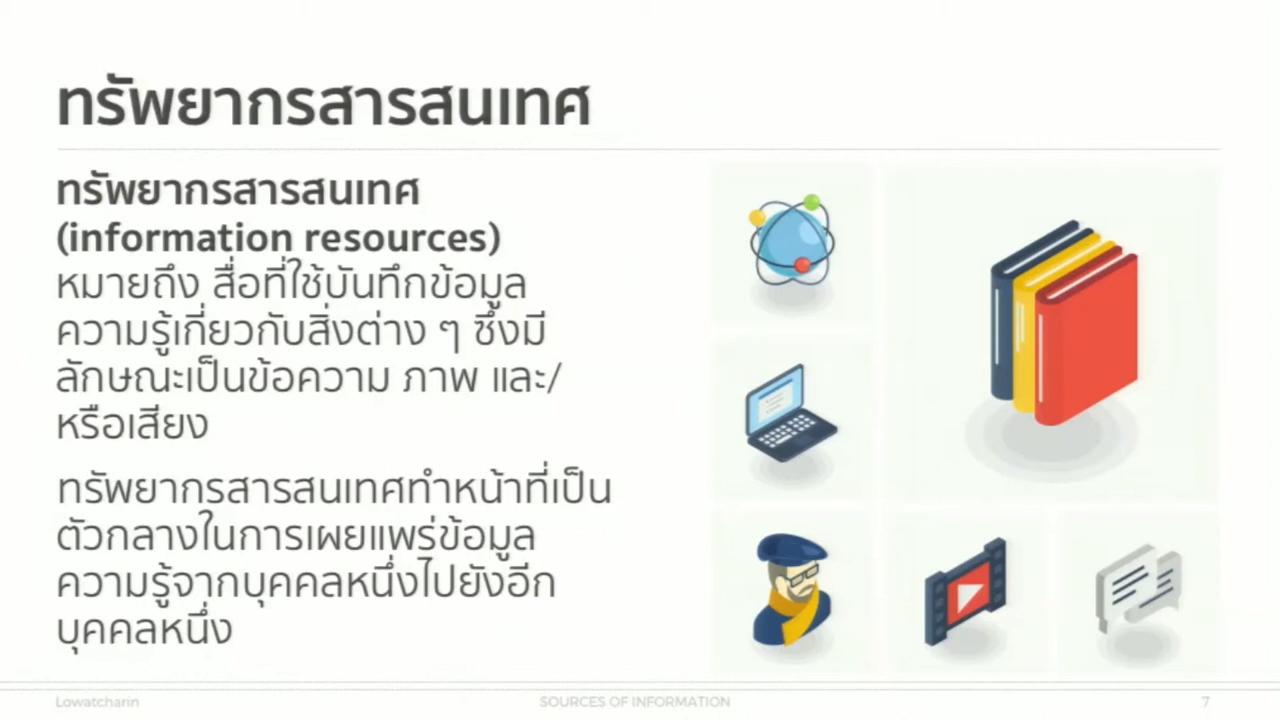 ทรัพยากรสารสนเทศ
ทรัพยากรสารสนเทศ
(information resources)
หมายถึง สื่อที่ใช้บันทึกข้อมูล
ความรู้เกี่ยวกับสิ่งต่าง ๆ ซึ่งมี
ลักษณะเป็นข้อความ ภาพ และ/
หรือเสียง
ทรัพยากรสารสนเทศทำหน้าที่เป็น
ตัวกลางในการเผยแพร่ข้อมูล
ความรู้จากบุคคลหนึ่งไปยังอีก
บุคคลหนึ่ง
Lowatcharin
SOURCES OF INFORMATION
7